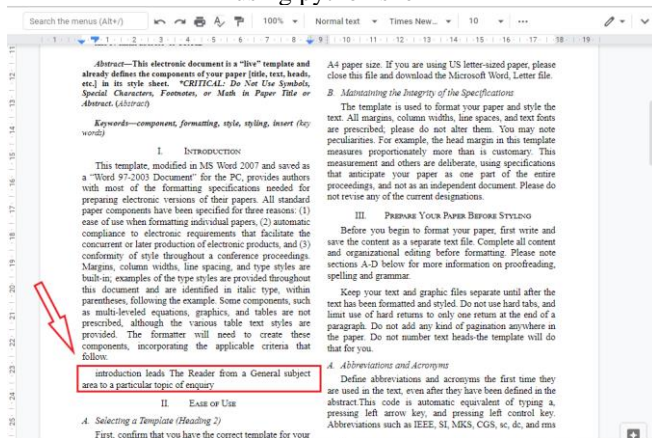 Search the menus (Alt+/)
100%
Normal text
Times New...
10
Abstract—This electronic document is a “live” template and
already defines the components of your paper [title, text, heads,
etc.] in its style sheet. *CRITICAL: Do Not Use Symbols,
Special Characters, Footnotes, or Math in Paper Title or
Abstract. (Abstract)
Keywords—component, formatting, style, styling, insert (key
words)
I. INTRODUCTION
This template, modified in MS Word 2007 and saved as
a “Word 97-2003 Document” for the PC, provides authors
with most of the formatting specifications needed for
preparing electronic versions of their papers. All standard
paper components have been specified for three reasons: (1)
ease of use when formatting individual papers, (2) automatic
compliance to electronic requirements that facilitate the
concurrent or later production of electronic products, and (3)
conformity of style throughout a conference proceedings.
Margins, column widths, line spacing, and type styles are
built-in; examples of the type styles are provided throughout
this document and are identified in italic type, within
parentheses, following the example. Some components, such
as multi-leveled equations, graphics, and tables are not
prescribed, although the various table text styles are
provided. The formatter will need to create these
components, incorporating the applicable criteria that
follow.
introduction leads The Reader from a General subject
area to a particular topic of enquiry
II. EASE OF USE
A. Selecting a Template (Heading 2)
First, confirm that you have the correct template for your
A4 paper size. If you are using US letter-sized paper, please
close this file and download the Microsoft Word, Letter file.
B. Maintaining the Integrity of the Specifications
The template is used to format your paper and style the
text. All margins, column widths, line spaces, and text fonts
are prescribed; please do not alter them. You may note
peculiarities. For example, the head margin in this template
measures proportionately more than is customary. This
measurement and others are deliberate, using specifications
that anticipate your paper as one part of the entire
proceedings, and not as an independent document. Please do
not revise any of the current designations.
III. PREPARE YOUR PAPER BEFORE STYLING
Before you begin to format your paper, first write and
save the content as a separate text file. Complete all content
and organizational editing before formatting. Please note
sections A-D below for more information on proofreading,
spelling and grammar.
Keep your text and graphic files separate until after the
text has been formatted and styled. Do not use hard tabs, and
limit use of hard returns to only one return at the end of a
paragraph. Do not add any kind of pagination anywhere in
the paper. Do not number text heads-the template will do
that for you.
A. Abbreviations and Acronyms
Define abbreviations and acronyms the first time they
are used in the text, even after they have been defined in the
abstract.This code is automatic equivalent of typing a,
pressing left arrow key, and pressing left control key.
Abbreviations such as IEEE, SI, MKS, CGS, sc, dc, and rms